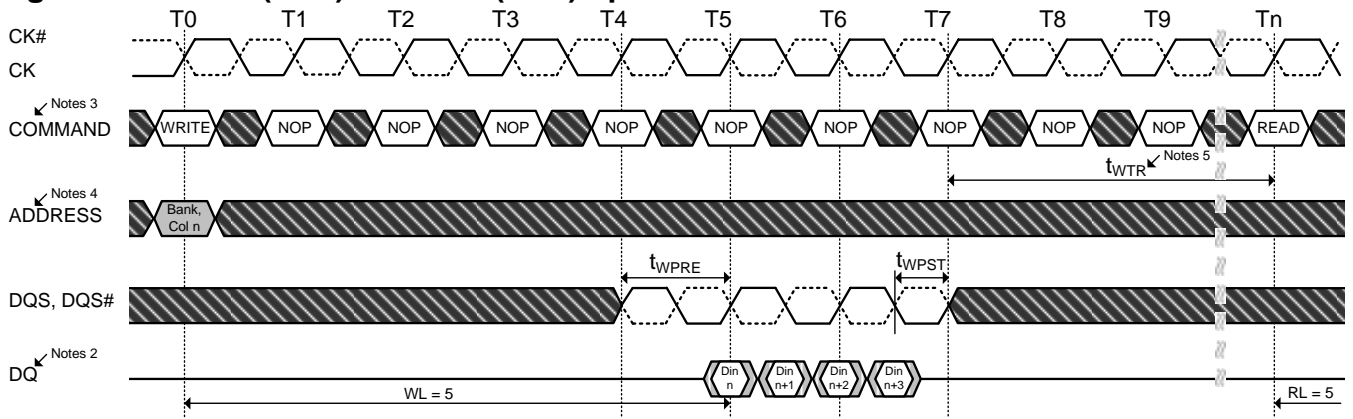 T0 T1 T2 T3 T4 T5 T6 T7 T8 T9 Tn
CK#
CK
Notes 3
COMMAND
WRITE NOP NOP NOP NOP NOP NOP NOP NOP NOP READ
tWTR Notes 5
Notes 4
ADDRESS
Bank,
Col n
tWPRE tWPST
DQS, DQS#
Notes 2
DQ
Din Din Din Din
n n+1 n+2 n+3
WL = 5 RL = 5